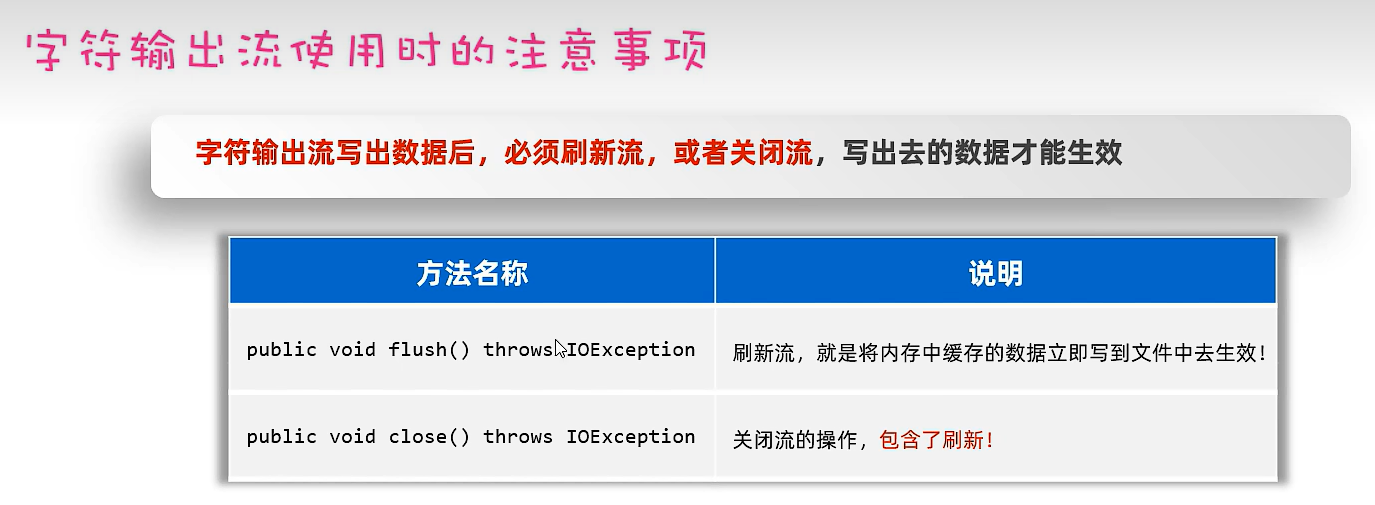 字符输出流使用时的注意事项
字符输出流写出数据后，必须刷新流，或者关闭流，写出去的数据才能生效
方法名称
说明
public void flush() throws IOException
刷新流，就是将内存中缓存的数据立即写到文件中去生效！
public void close() throws IOException
关闭流的操作，包含了刷新！